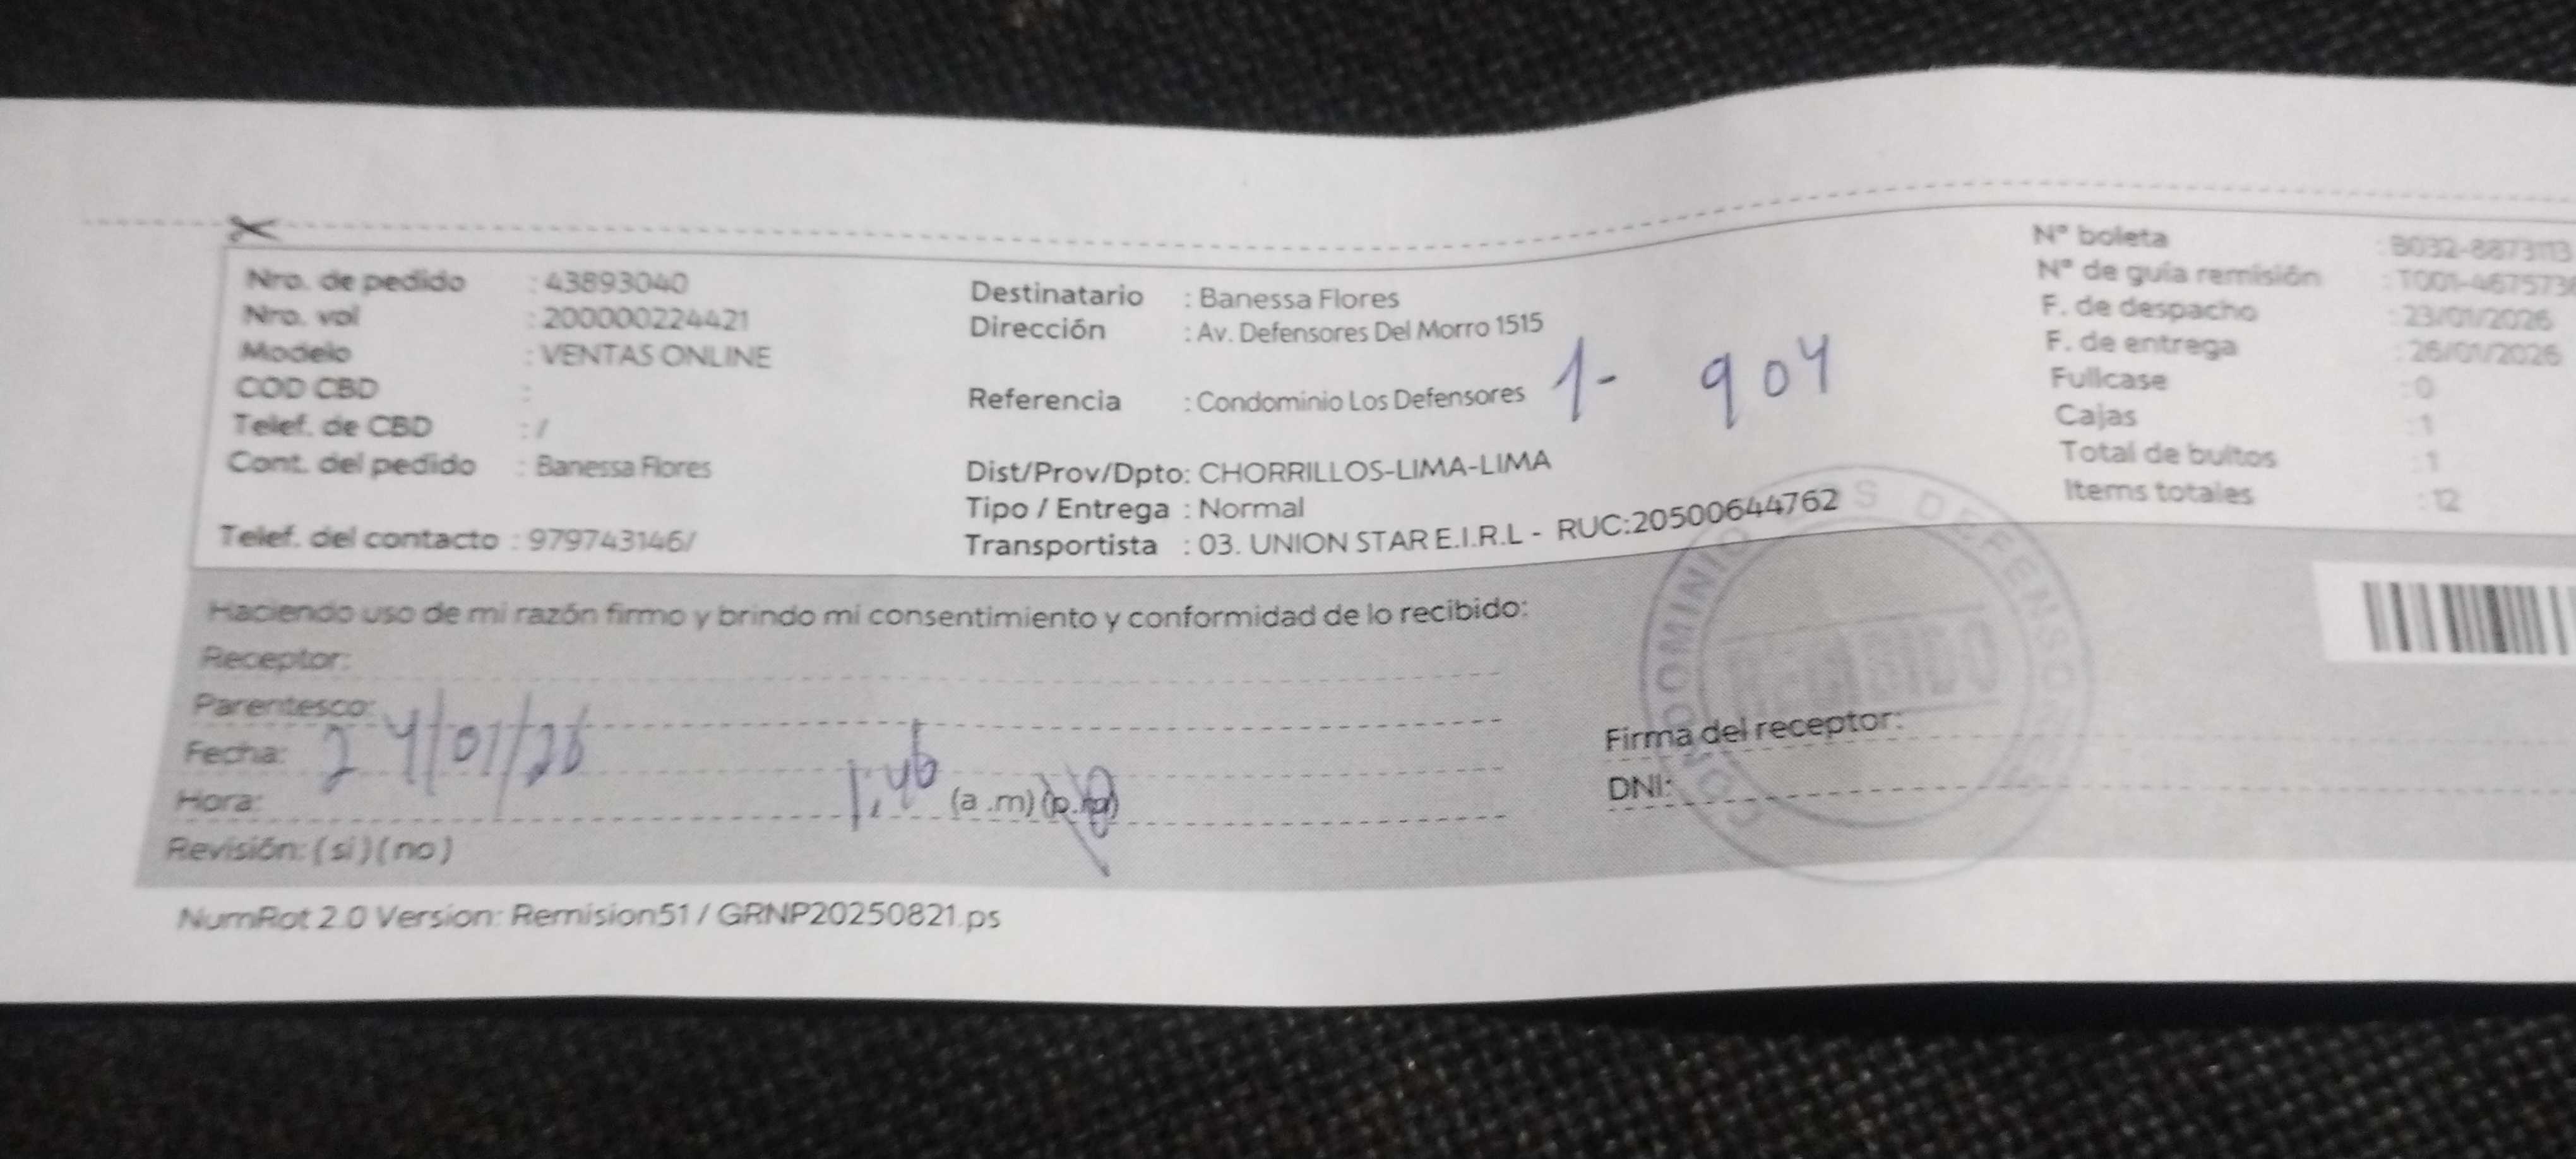 Nro. de pedido : 43893040
Nro. vol : 200000224421
Modelo : VENTAS ONLINE
COD CBD :
Telef. de CBD : /
Cont. del pedido : Banessa Flores
Telef. del contacto : 979743146/
Destinatario : Banessa Flores
Dirección : Av. Defensores Del Morro 1515
Referencia : Condominio Los Defensores 1- 904
Dist/Prov/Dpto: CHORRILLOS-LIMA-LIMA
Tipo / Entrega : Normal
Transportista : 03. UNION STAR E.I.R.L - RUC:20500644762
N° boleta : B032-8873113
N° de guía remisión : T001-467573
F. de despacho : 23/01/2026
F. de entrega : 26/01/2026
Fullcase : 0
Cajas : 1
Total de bultos : 1
Items totales : 12
Haciendo uso de mi razón firmo y brindo mi consentimiento y conformidad de lo recibido:
Receptor:
Parentesco:
Fecha: 24/01/26
Hora: 1:46 (a.m) (p.m)
Revisión: (si) (no)
Firma del receptor:
DNI:
CONDOMINIO LOS DEFENSORES
RECIBIDO
NumRot 2.0 Version: Remision51 / GRNP20250821.ps